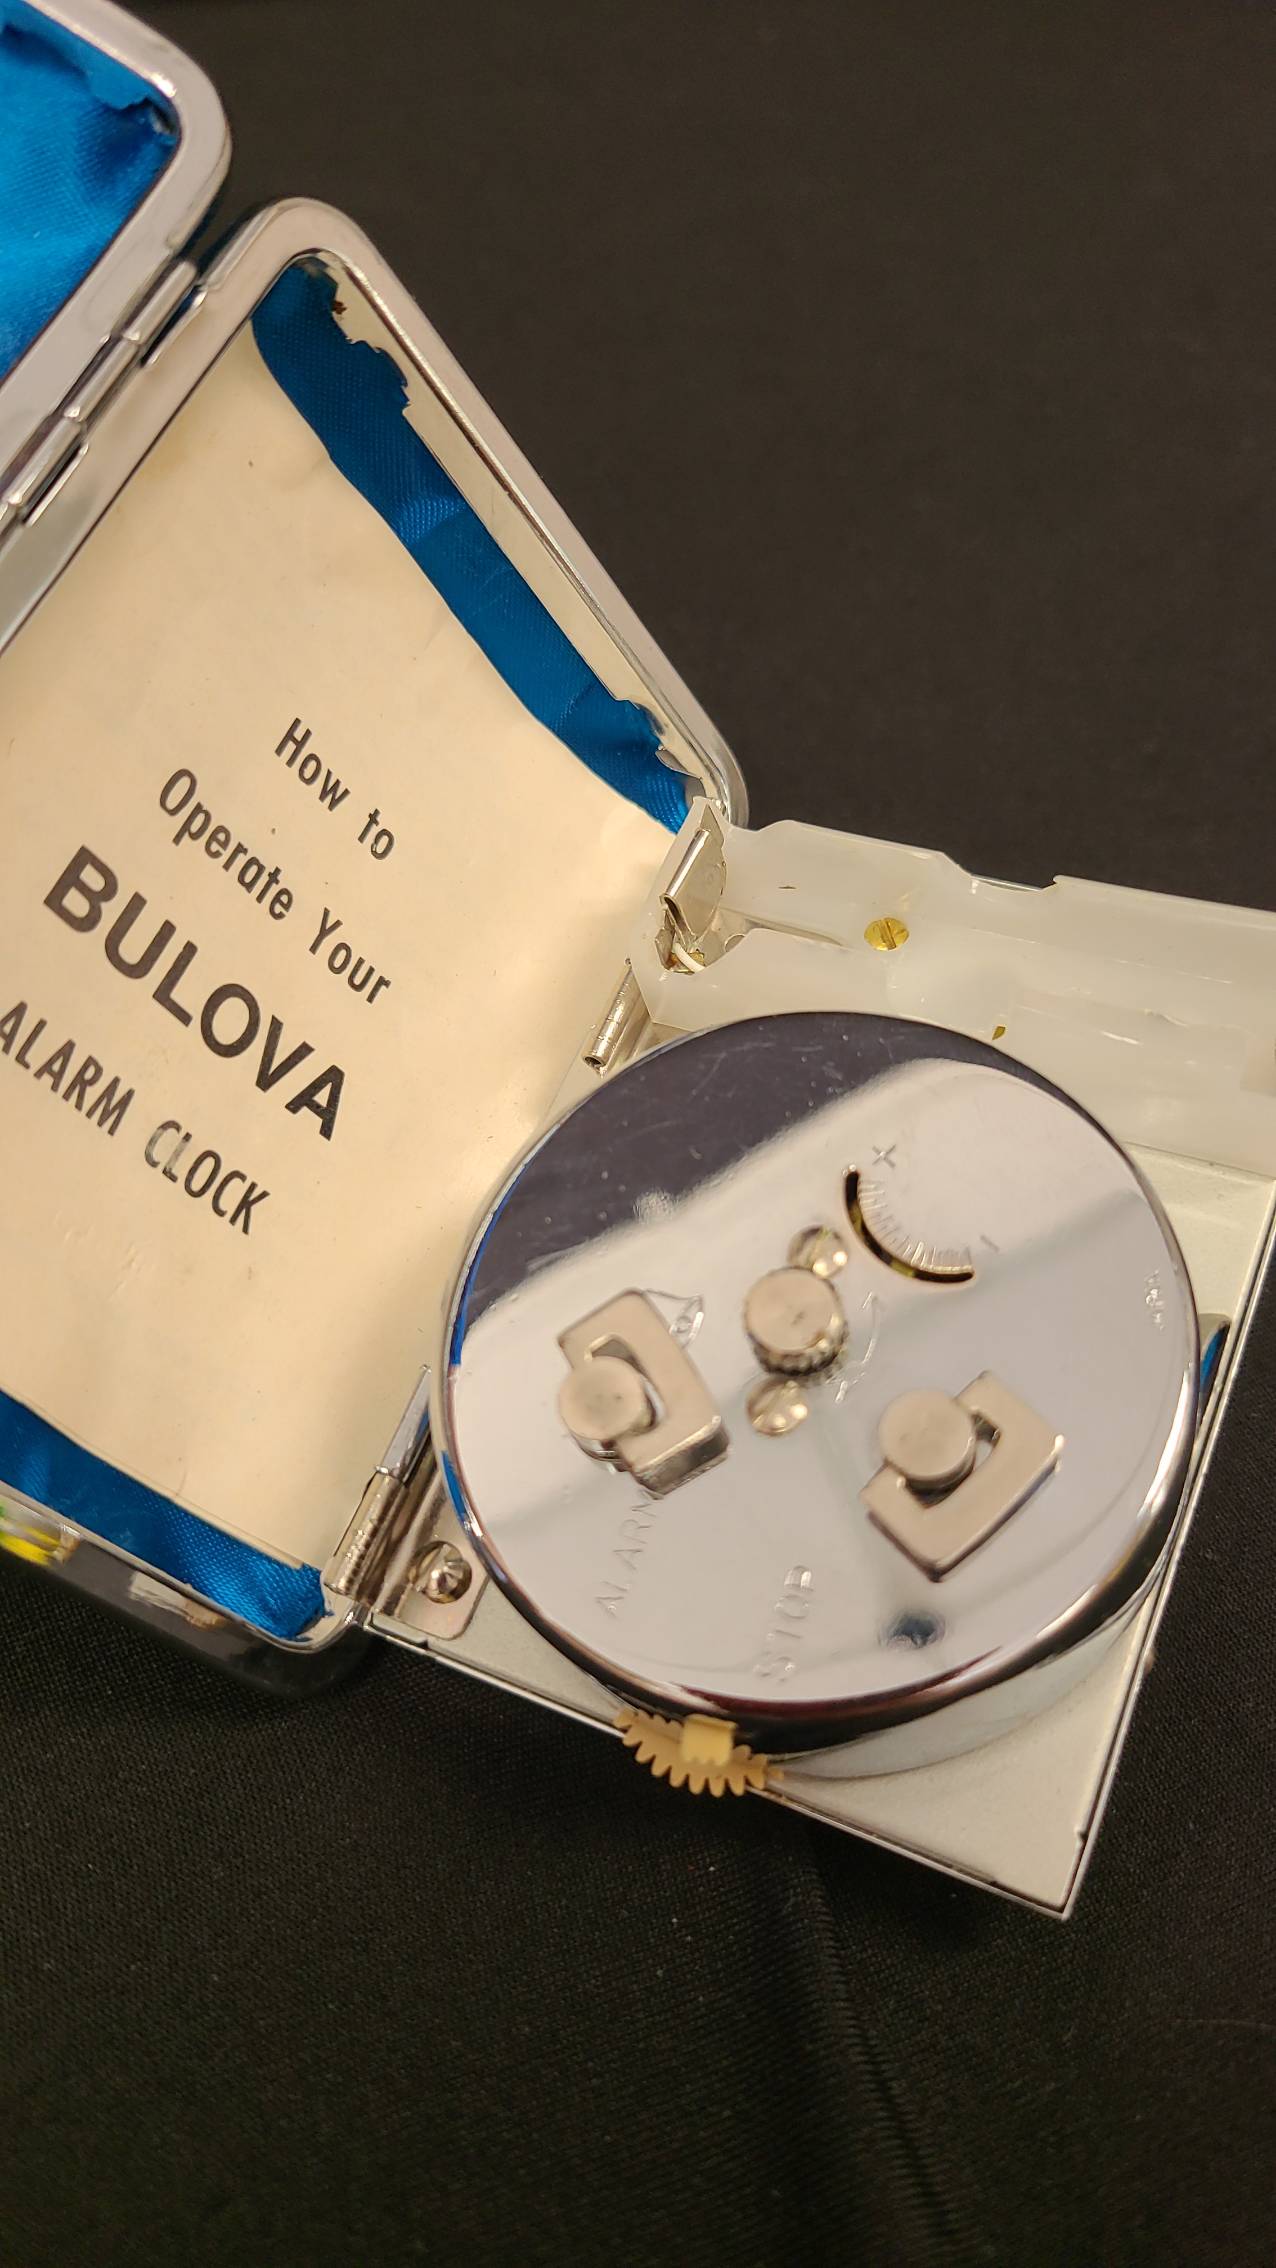 How to
Operate Your
BULOVA
ALARM CLOCK
+
-
ALARM
STOP